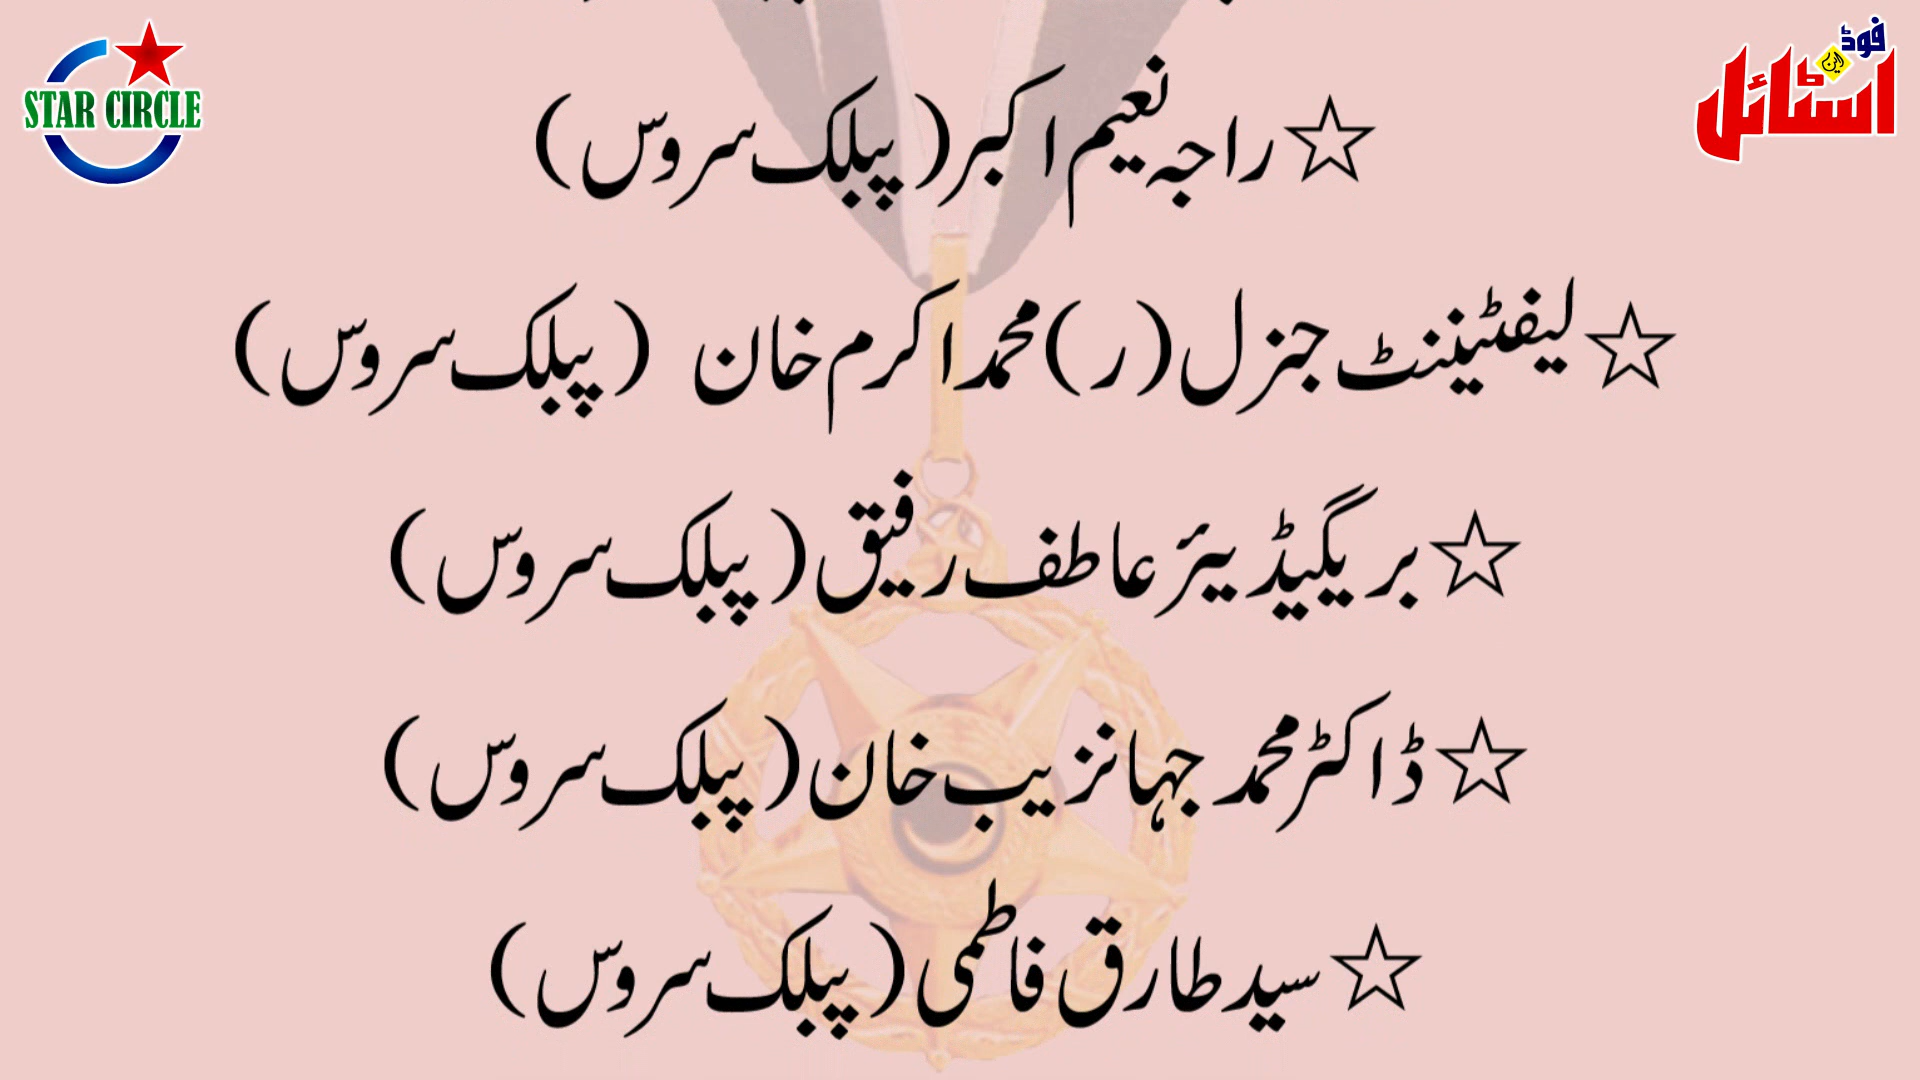 STAR CIRCLE
فوڈ این اسٹائل
☆راجہ نعیم اکبر(پبلک سروس)
☆لیفٹیننٹ جنرل(ر)محمد اکرم خان (پبلک سروس)
☆بریگیڈیئر عاطف رفیق(پبلک سروس)
☆ڈاکٹر محمد جہانزیب خان(پبلک سروس)
☆سید طارق فاطمی(پبلک سروس)